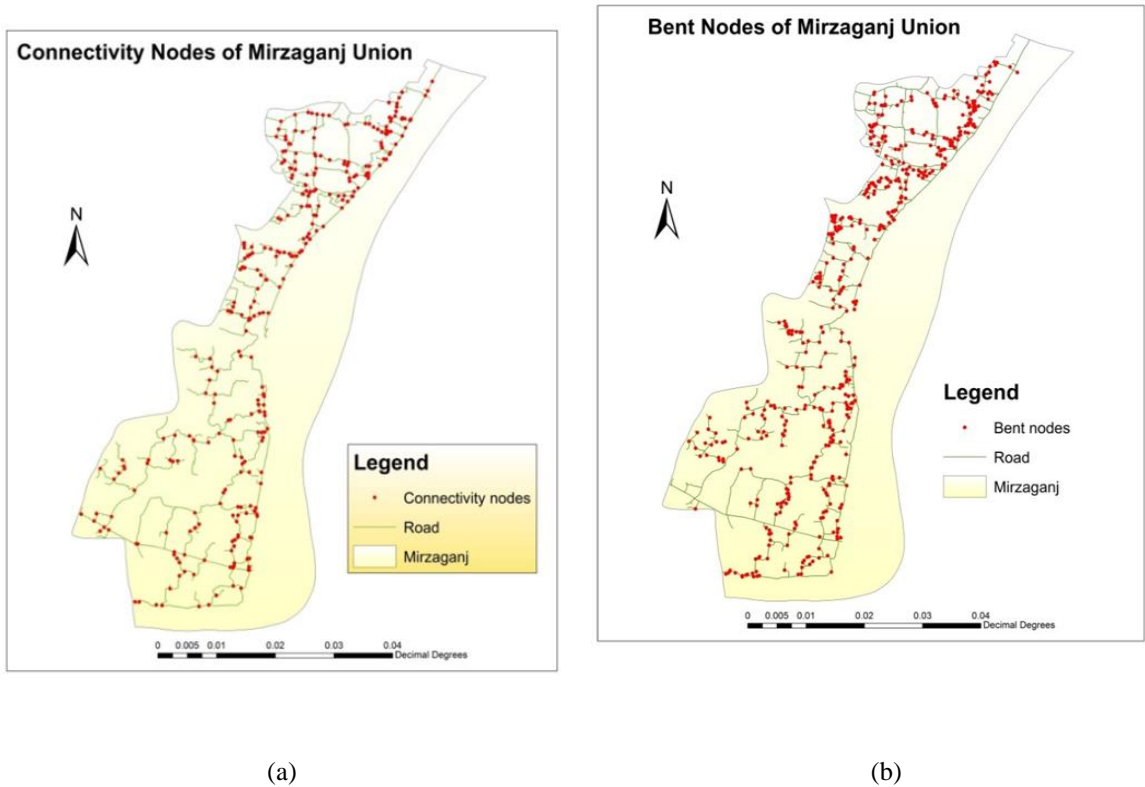 Connectivity Nodes of Mirzaganj Union
N
Legend
Connectivity nodes
Road
Mirzaganj
0 0.005 0.01 0.02 0.03 0.04
Decimal Degrees
(a)
Bent Nodes of Mirzaganj Union
N
Legend
Bent nodes
Road
Mirzaganj
0 0.005 0.01 0.02 0.03 0.04
Decimal Degrees
(b)